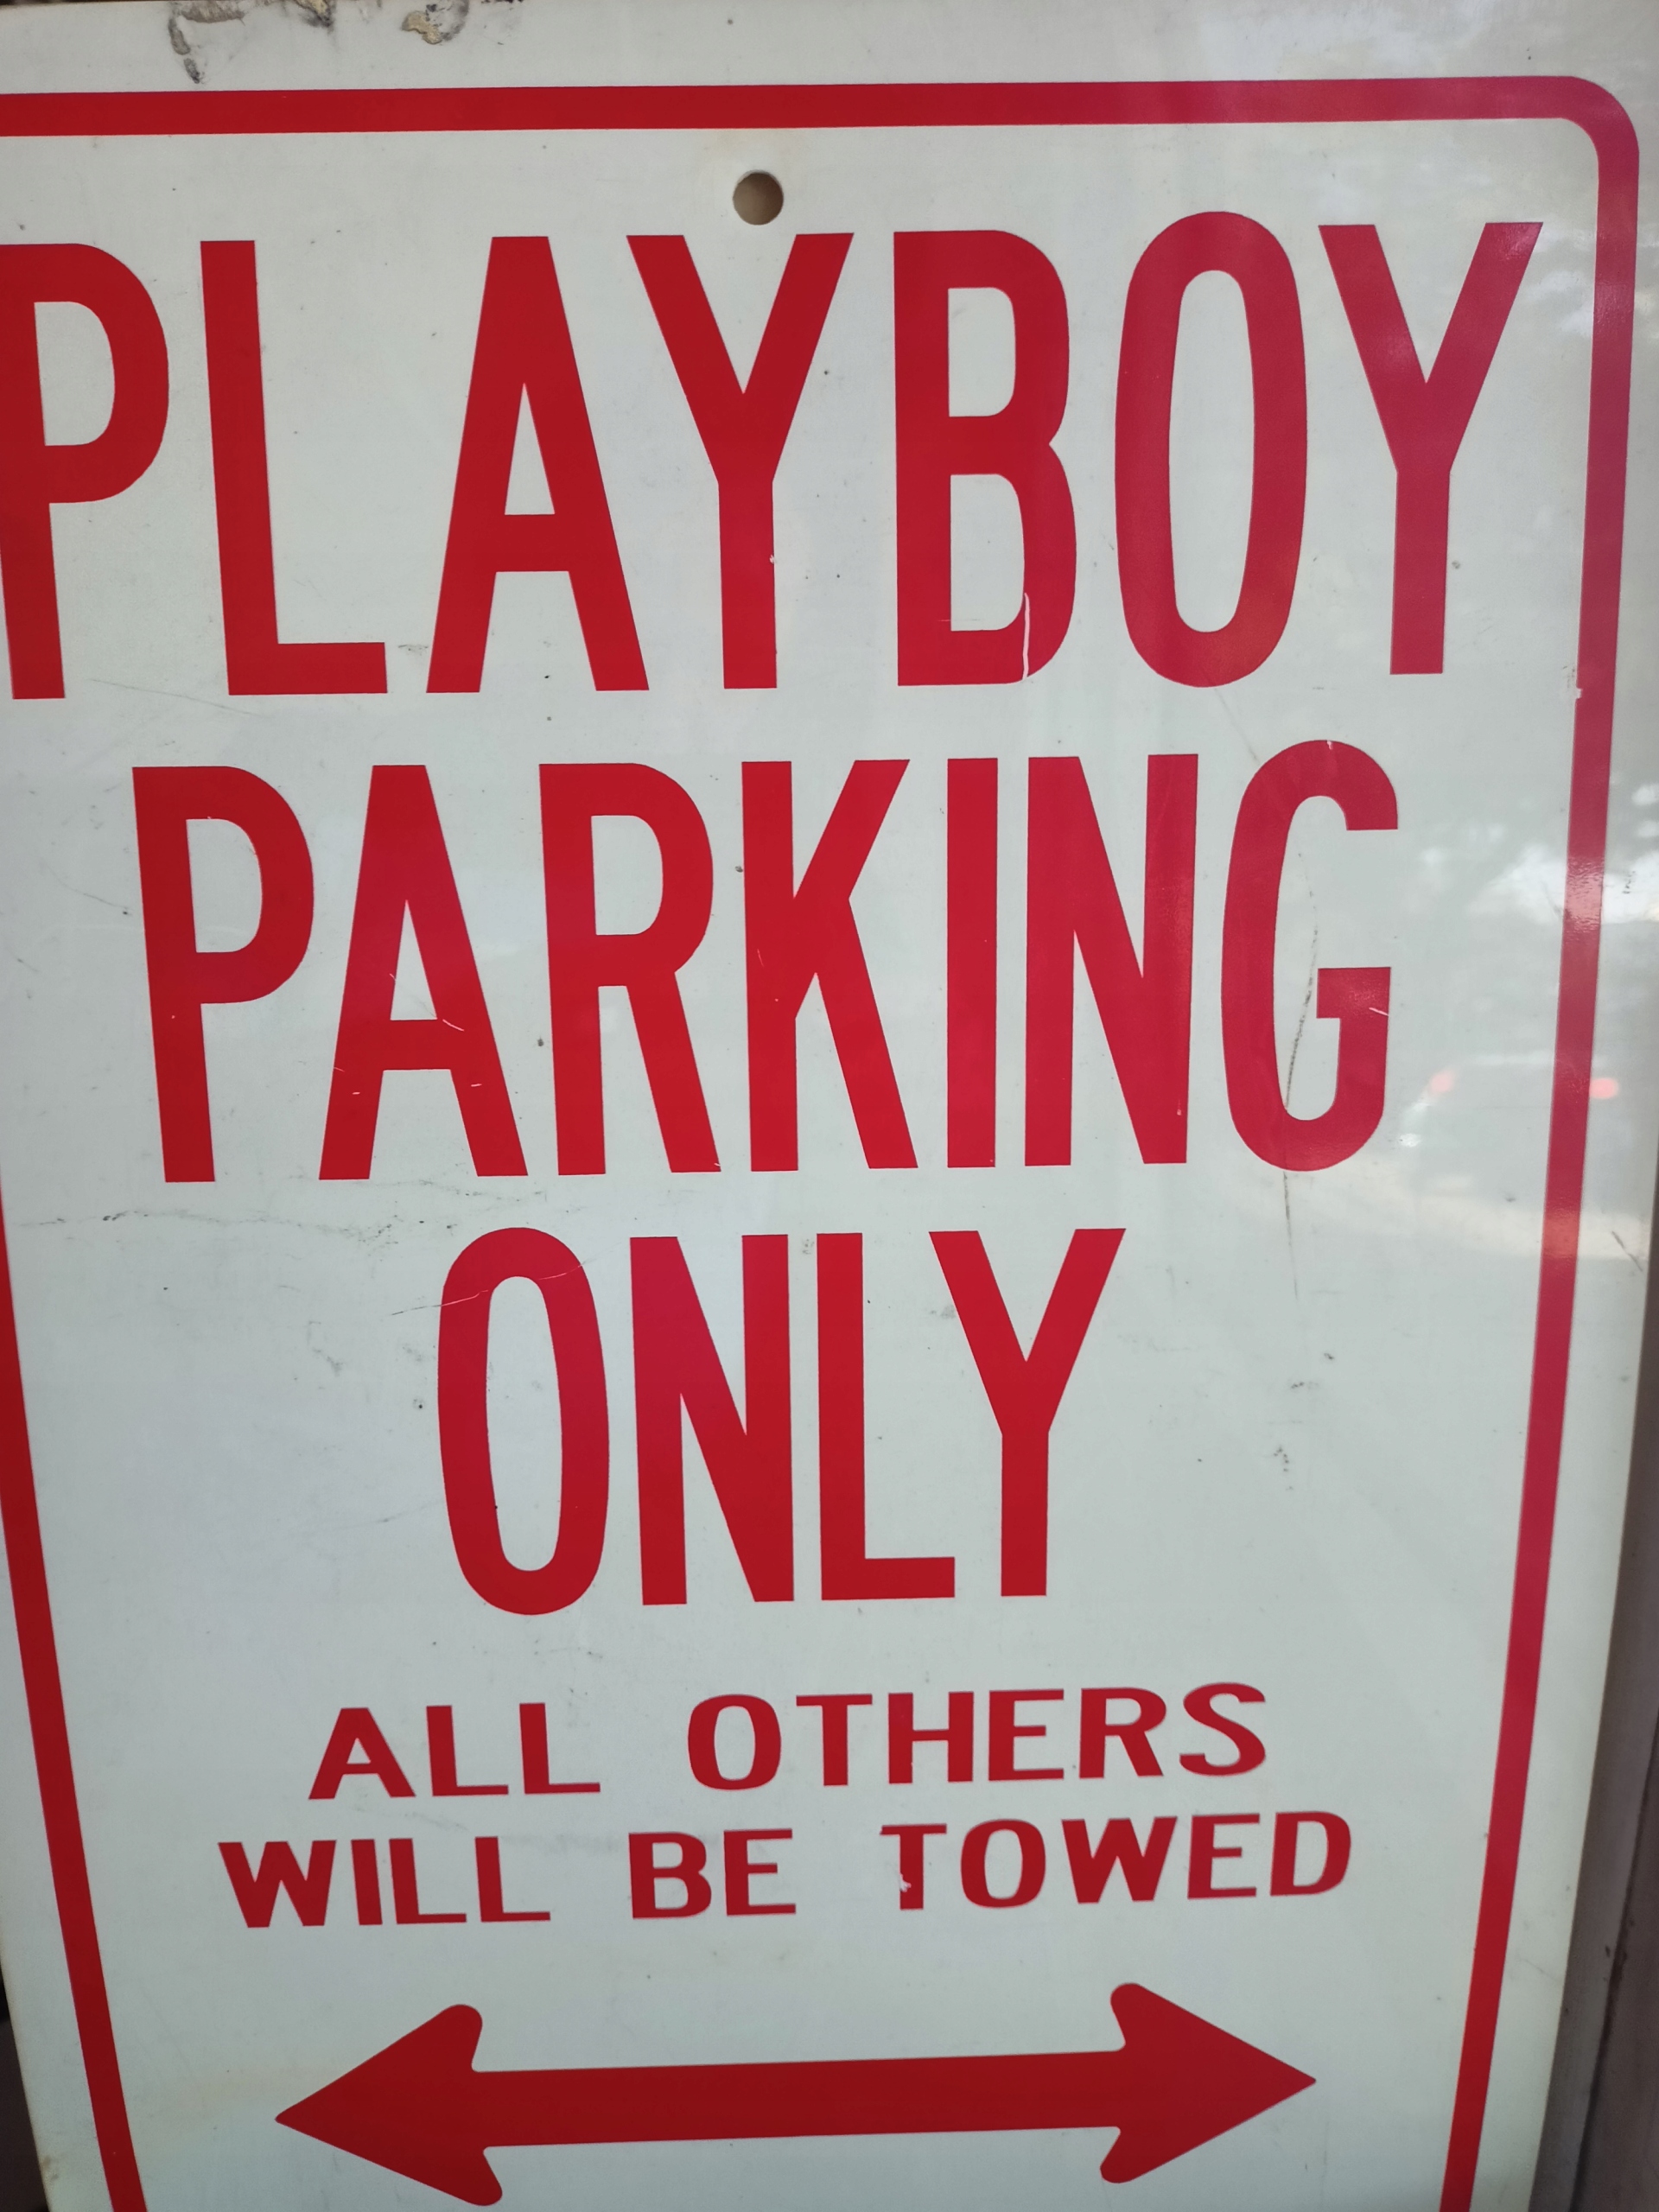 PLAYBOY
PARKING
ONLY
ALL OTHERS
WILL BE TOWED